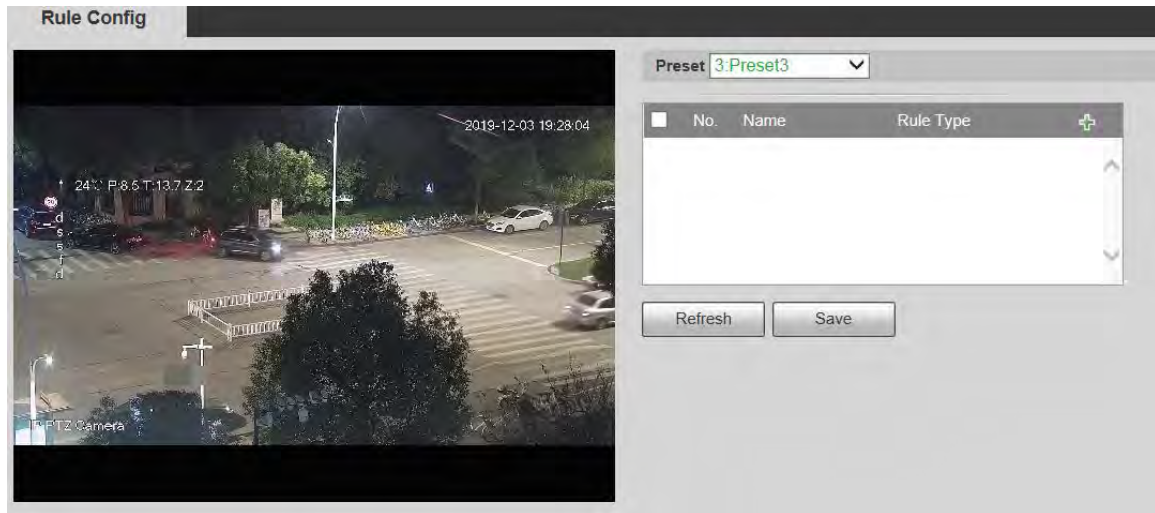 Rule Config
Preset 3:Preset3
No. Name Rule Type
2019-12-03 19:28:04
24°C P:8.5 T:13.7 Z:2
d
s
s
f
d
IP PTZ Camera
Refresh Save